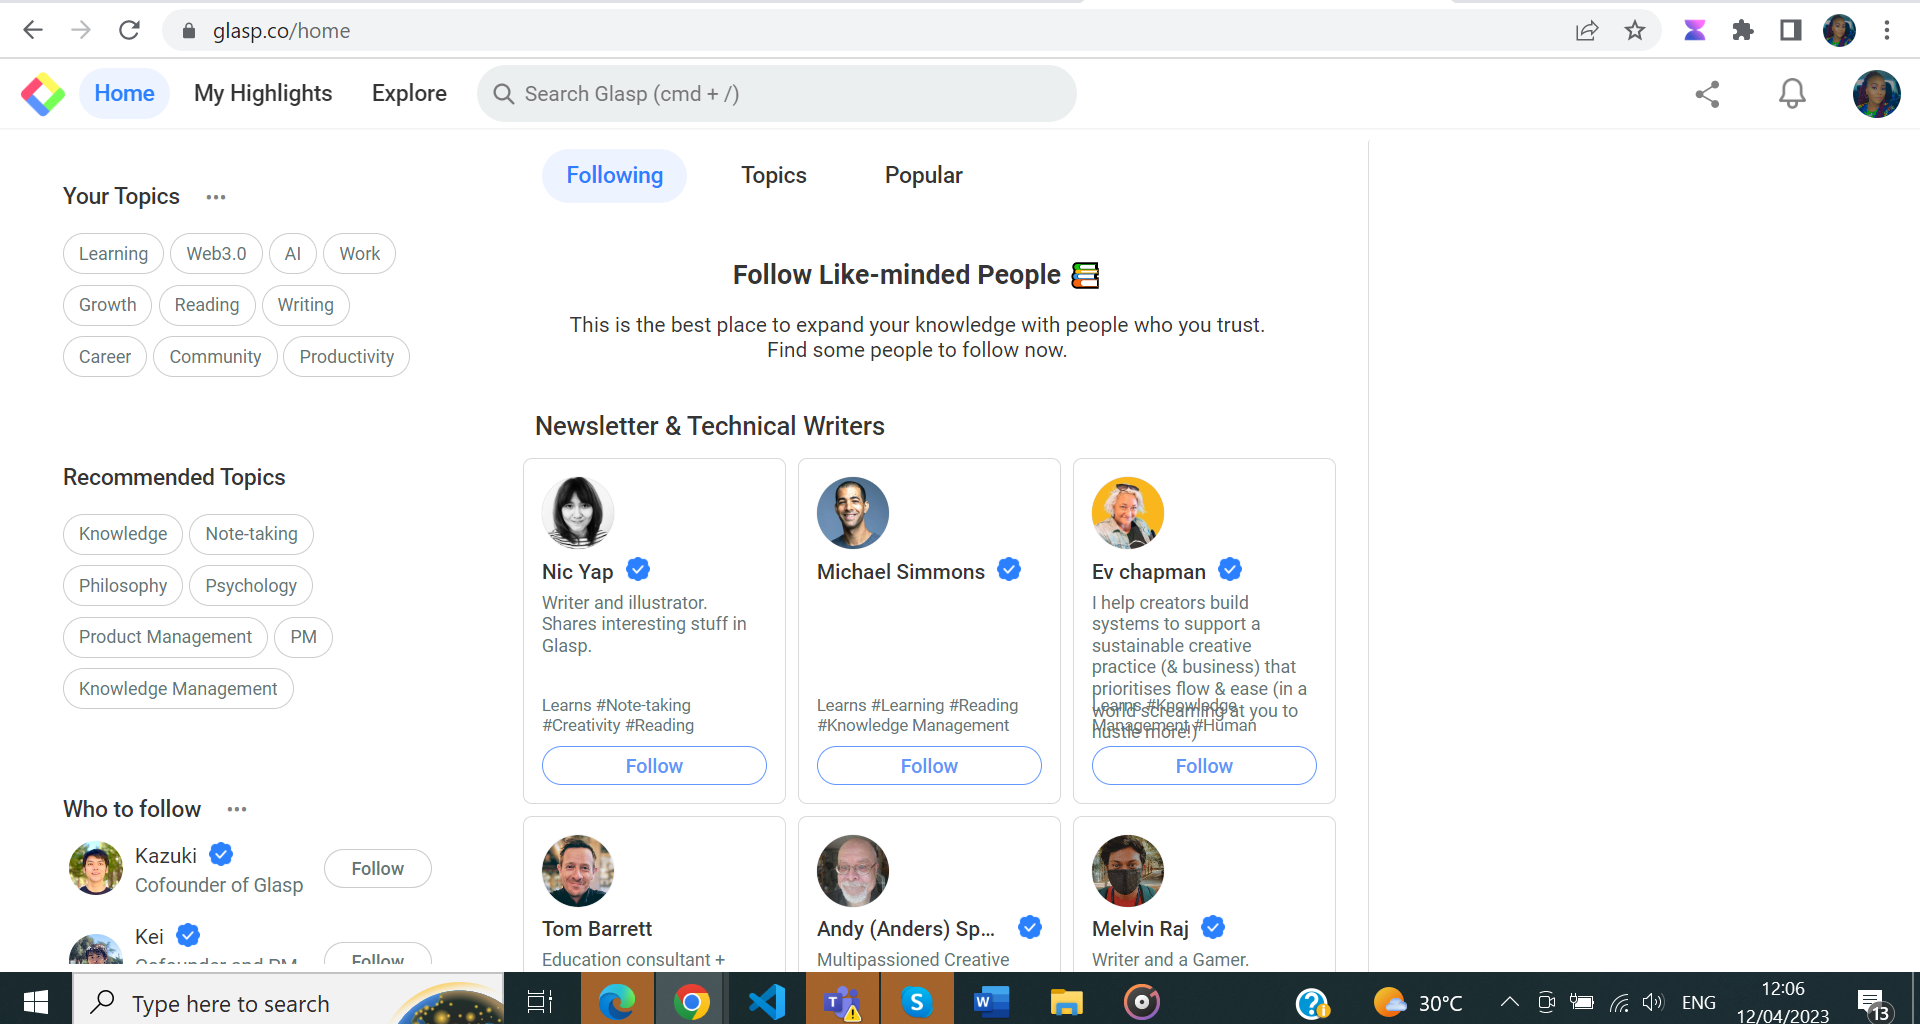 glasp.co/home
Home
My Highlights
Explore
Search Glasp (cmd + /)
Your Topics
Learning
Web3.0
AI
Work
Growth
Reading
Writing
Career
Community
Productivity
Recommended Topics
Knowledge
Note-taking
Philosophy
Psychology
Product Management
PM
Knowledge Management
Who to follow
Kazuki
Cofounder of Glasp
Follow
Kei
Cofounder and PM
Follow
Following
Topics
Popular
Follow Like-minded People
This is the best place to expand your knowledge with people who you trust.
Find some people to follow now.
Newsletter & Technical Writers
Nic Yap
Writer and illustrator.
Shares interesting stuff in
Glasp.
Learns #Note-taking
#Creativity #Reading
Follow
Michael Simmons
Learns #Learning #Reading
#Knowledge Management
Follow
Ev chapman
I help creators build
systems to support a
sustainable creative
practice (& business) that
prioritises flow & ease (in a
world screaming at you to
hustle more!)
Learns #Knowledge
Management #Human
Follow
Tom Barrett
Education consultant +
Andy (Anders) Sp...
Multipassioned Creative
Melvin Raj
Writer and a Gamer.
Type here to search
30°C
ENG
12:06
12/04/2023
13